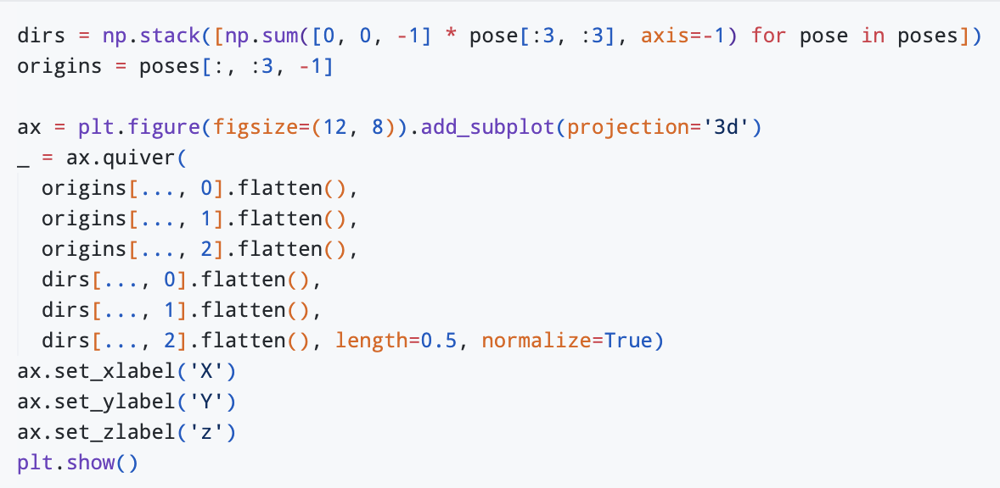 dirs = np.stack([np.sum([0, 0, -1] * pose[:3, :3], axis=-1) for pose in poses])
origins = poses[:, :3, -1]

ax = plt.figure(figsize=(12, 8)).add_subplot(projection='3d')
_ = ax.quiver(
  origins[..., 0].flatten(),
  origins[..., 1].flatten(),
  origins[..., 2].flatten(),
  dirs[..., 0].flatten(),
  dirs[..., 1].flatten(),
  dirs[..., 2].flatten(), length=0.5, normalize=True)
ax.set_xlabel('X')
ax.set_ylabel('Y')
ax.set_zlabel('z')
plt.show()